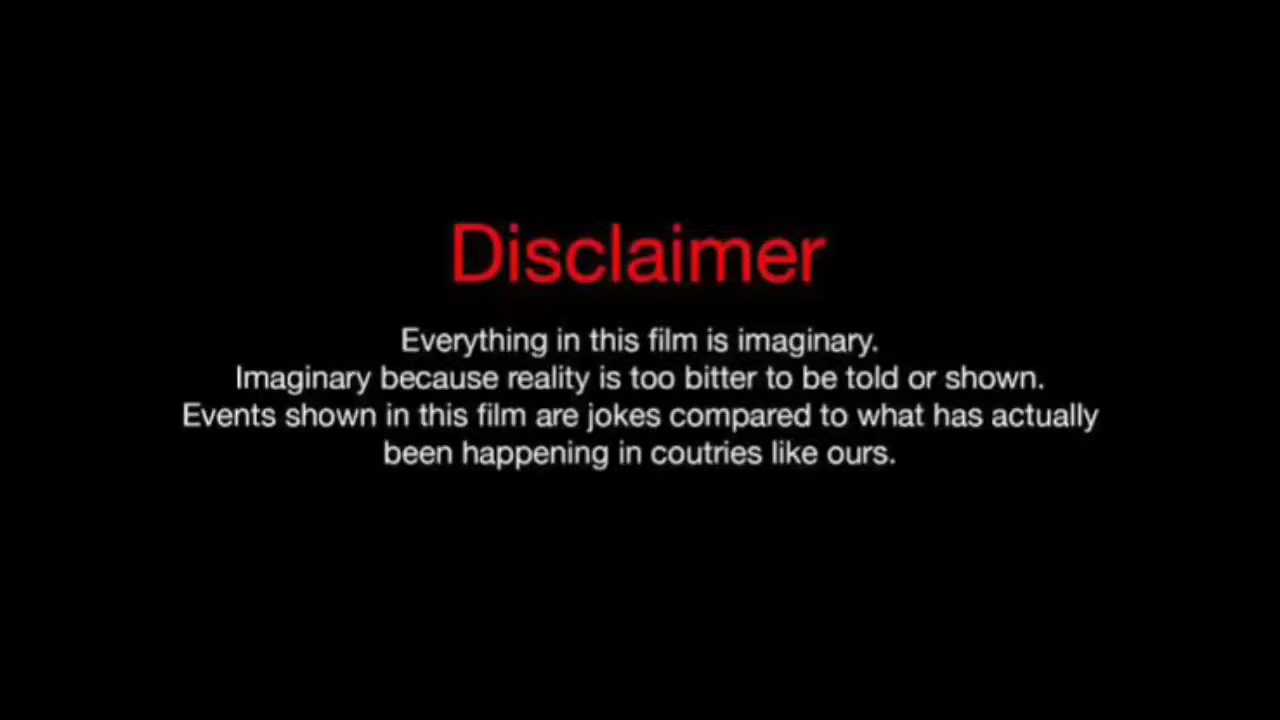 Disclaimer
Everything in this film is imaginary.
Imaginary because reality is too bitter to be told or shown.
Events shown in this film are jokes compared to what has actually
been happening in coutries like ours.